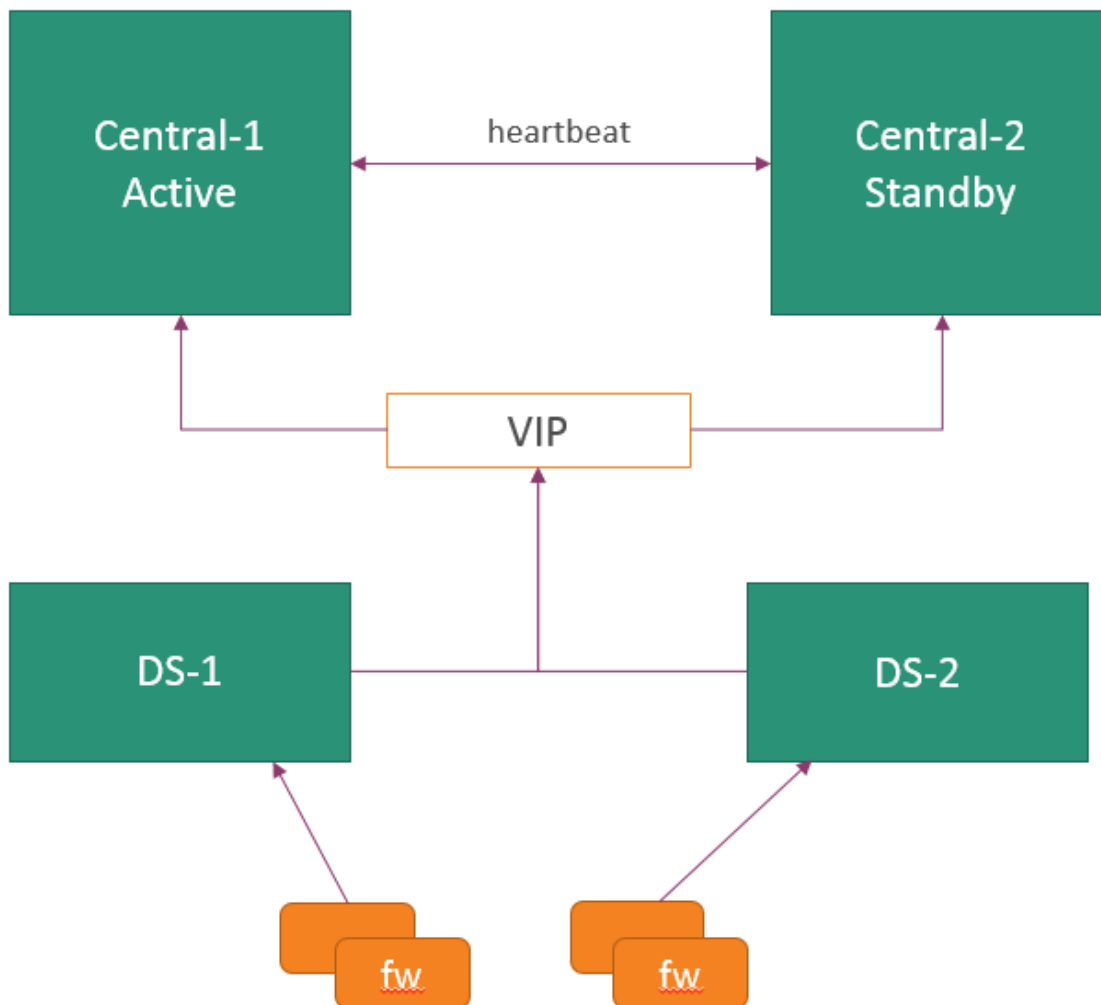 Central-1
Active
heartbeat
Central-2
Standby
VIP
DS-1
DS-2
fw
fw